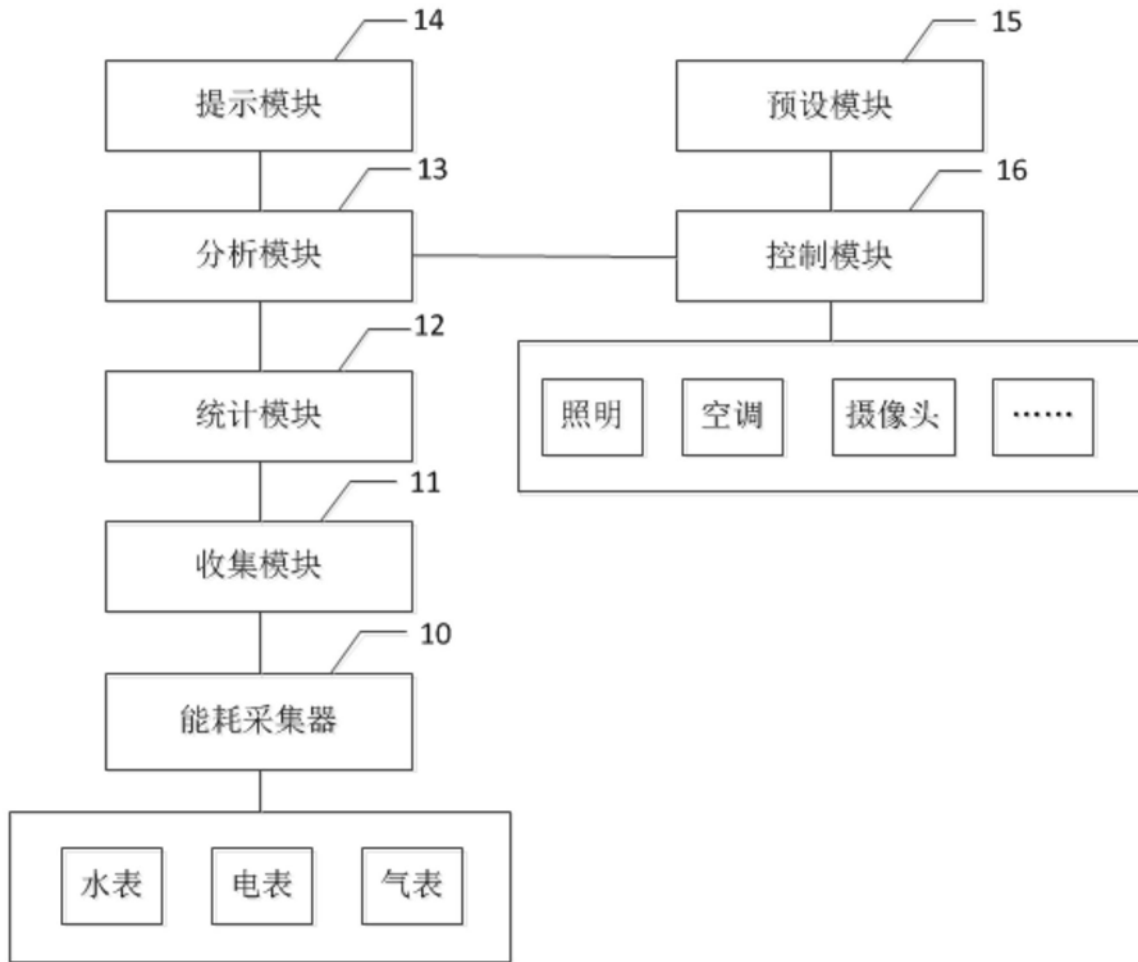 14
提示模块
15
预设模块
13
分析模块
16
控制模块
12
统计模块
照明
空调
摄像头
……
11
收集模块
10
能耗采集器
水表
电表
气表